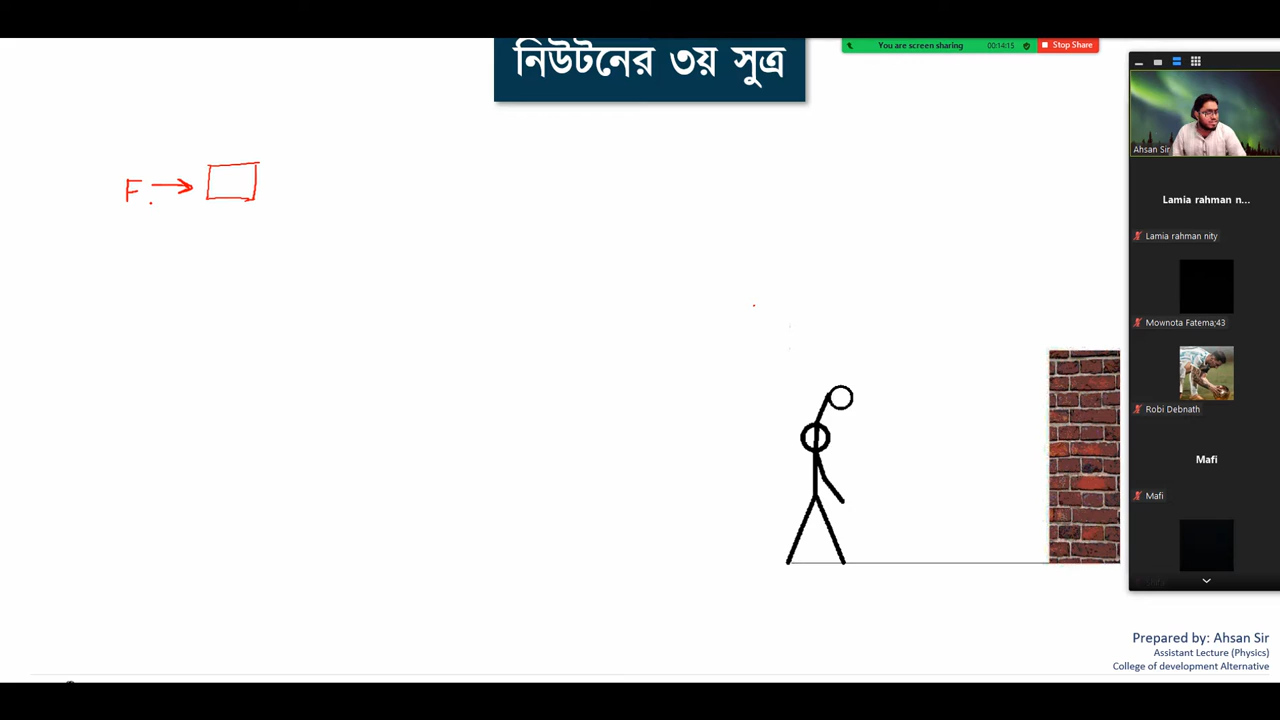 নিউটনের ৩য় সুত্র
You are screen sharing
00:14:15
Stop Share
F
Ahsan Sir
Lamia rahman n...
Lamia rahman nity
Mownota Fatema;43
Robi Debnath
Mafi
Mafi
Prepared by: Ahsan Sir
Assistant Lecture (Physics)
College of development Alternative